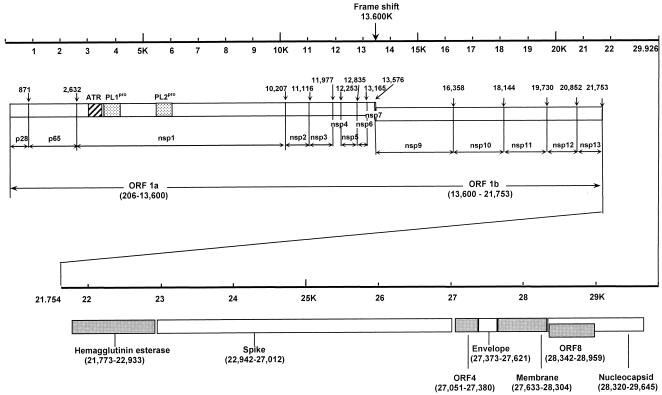 Frame shift
13.600K
1 2 3 4 5K 6 7 8 9 10K 11 12 13 14 15K 16 17 18 19 20K 21 22 29.926
871 2,632 ATR PL1pro PL2pro 10,207 11,116 11,977 12,253 12,835 13,165 13,576 16,358 18,144 19,730 20,852 21,753
p28 p65 nsp1 nsp2 nsp3 nsp4 nsp5 nsp6 nsp7 nsp9 nsp10 nsp11 nsp12 nsp13
ORF 1a ORF 1b
(206-13,600) (13,600 - 21,753)
21.754 22 23 24 25K 26 27 28 29K
Hemagglutinin esterase
(21,773-22,933)
Spike
(22,942-27,012)
ORF4
(27,051-27,380)
Envelope
(27,373-27,621)
Membrane
(27,633-28,304)
ORF8
(28,342-28,959)
Nucleocapsid
(28,320-29,645)